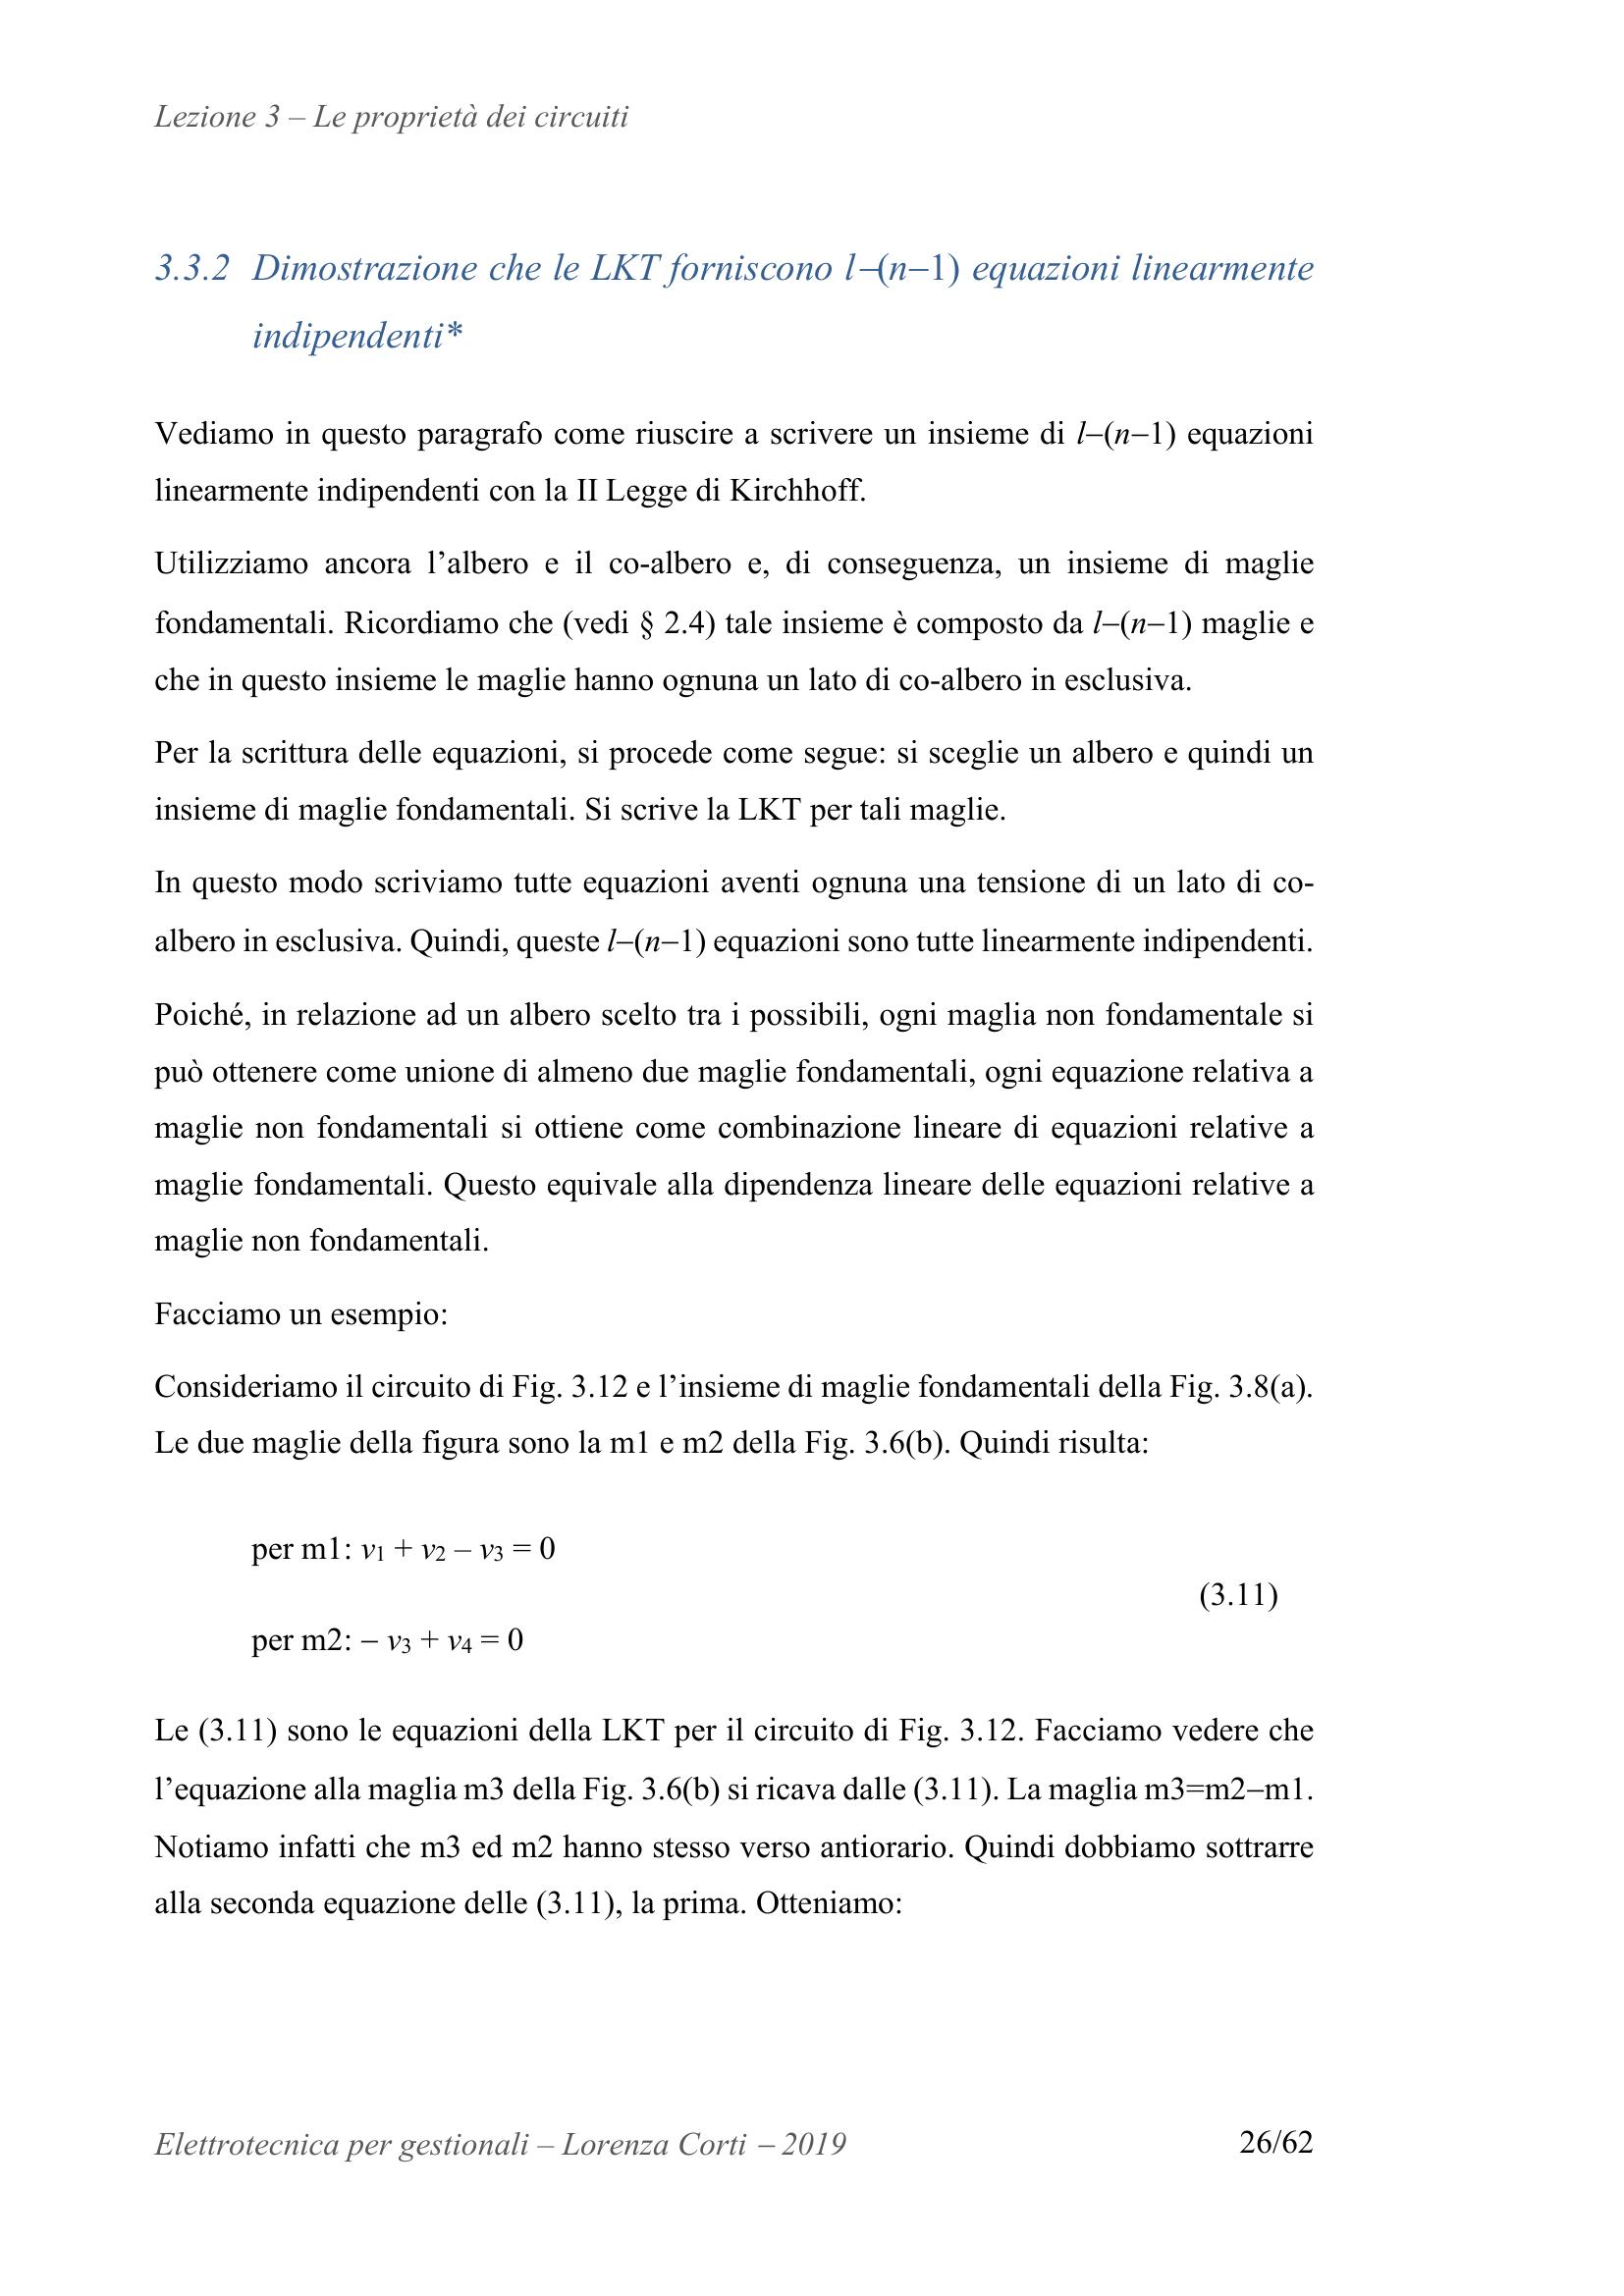 Lezione 3 – Le proprietà dei circuiti
3.3.2 Dimostrazione che le LKT forniscono l–(n–1) equazioni linearmente
indipendenti*
Vediamo in questo paragrafo come riuscire a scrivere un insieme di l–(n–1) equazioni
linearmente indipendenti con la II Legge di Kirchhoff.
Utilizziamo ancora l’albero e il co-albero e, di conseguenza, un insieme di maglie
fondamentali. Ricordiamo che (vedi § 2.4) tale insieme è composto da l–(n–1) maglie e
che in questo insieme le maglie hanno ognuna un lato di co-albero in esclusiva.
Per la scrittura delle equazioni, si procede come segue: si sceglie un albero e quindi un
insieme di maglie fondamentali. Si scrive la LKT per tali maglie.
In questo modo scriviamo tutte equazioni aventi ognuna una tensione di un lato di co-
albero in esclusiva. Quindi, queste l–(n–1) equazioni sono tutte linearmente indipendenti.
Poiché, in relazione ad un albero scelto tra i possibili, ogni maglia non fondamentale si
può ottenere come unione di almeno due maglie fondamentali, ogni equazione relativa a
maglie non fondamentali si ottiene come combinazione lineare di equazioni relative a
maglie fondamentali. Questo equivale alla dipendenza lineare delle equazioni relative a
maglie non fondamentali.
Facciamo un esempio:
Consideriamo il circuito di Fig. 3.12 e l’insieme di maglie fondamentali della Fig. 3.8(a).
Le due maglie della figura sono la m1 e m2 della Fig. 3.6(b). Quindi risulta:
per m1: v1 + v2 – v3 = 0
(3.11)
per m2: – v3 + v4 = 0
Le (3.11) sono le equazioni della LKT per il circuito di Fig. 3.12. Facciamo vedere che
l’equazione alla maglia m3 della Fig. 3.6(b) si ricava dalle (3.11). La maglia m3=m2–m1.
Notiamo infatti che m3 ed m2 hanno stesso verso antiorario. Quindi dobbiamo sottrarre
alla seconda equazione delle (3.11), la prima. Otteniamo:
Elettrotecnica per gestionali – Lorenza Corti – 2019 26/62